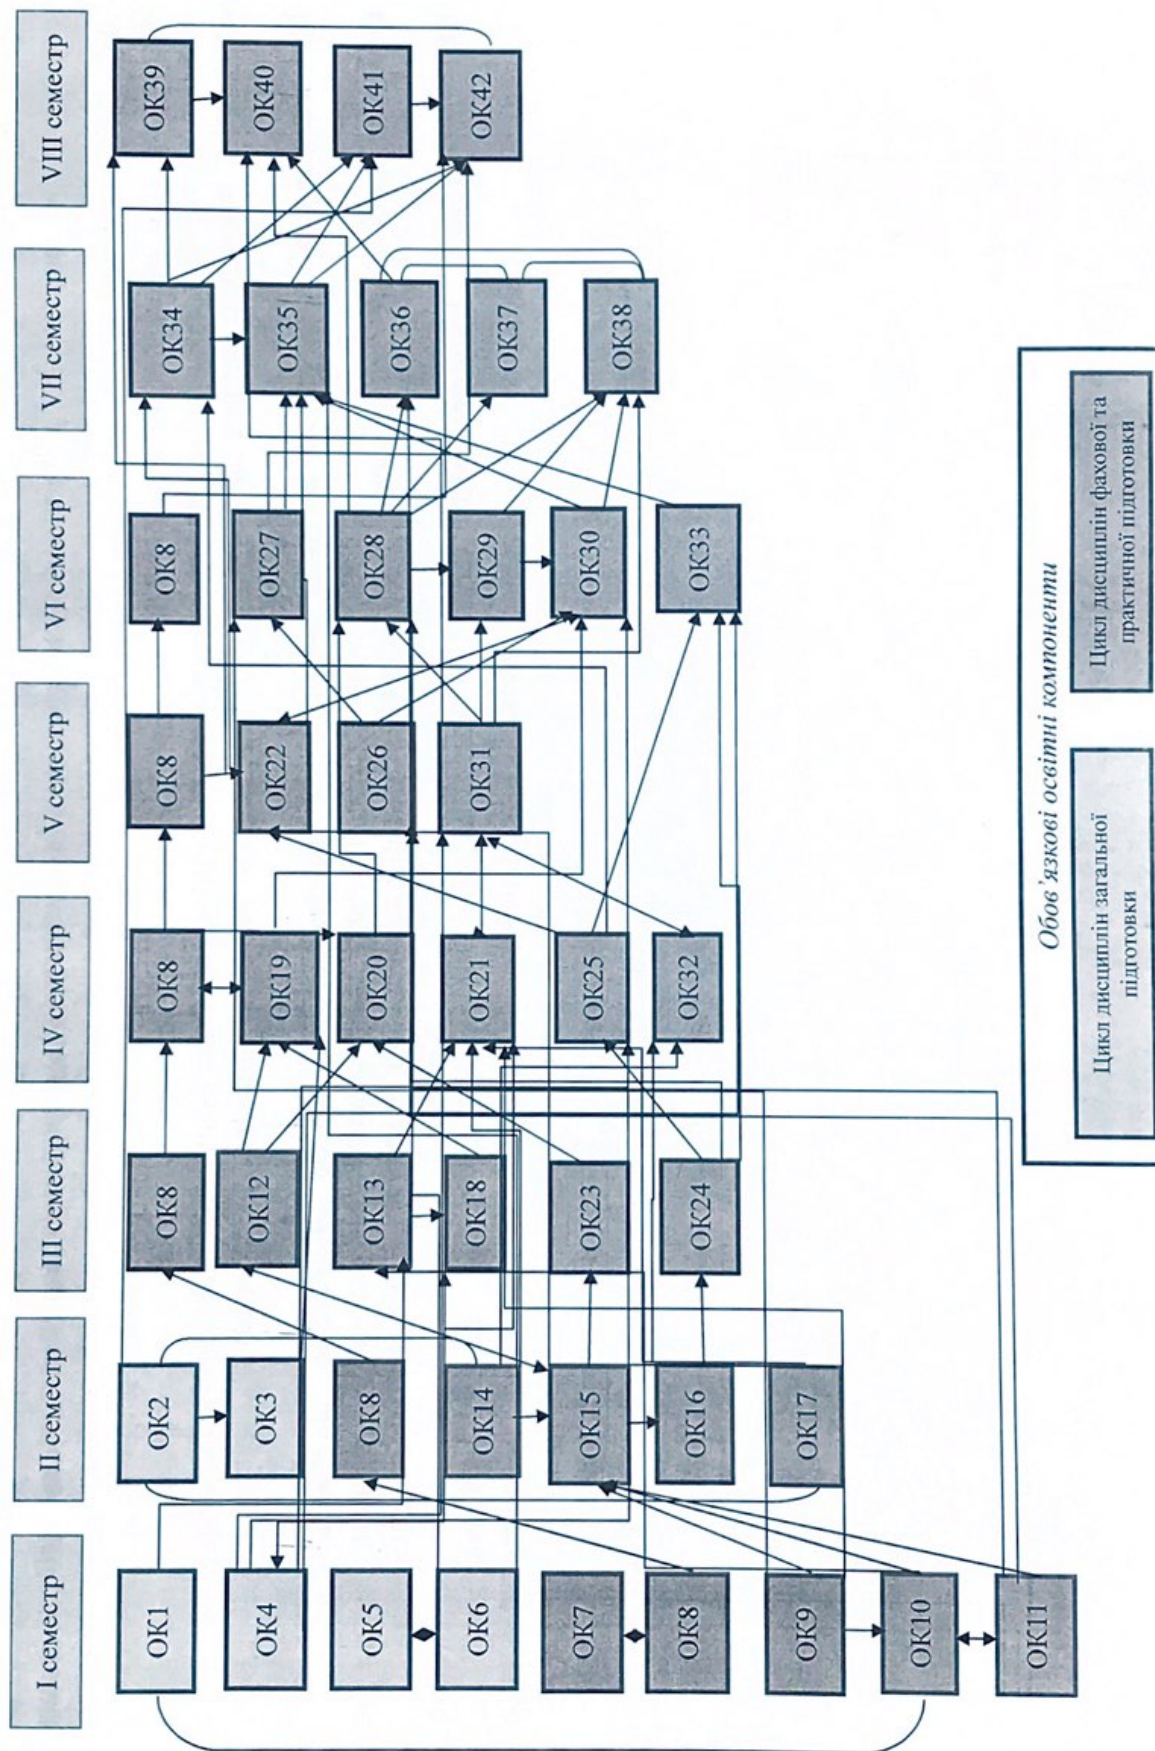 I семестр
II семестр
III семестр
IV семестр
V семестр
VI семестр
VII семестр
VIII семестр
ОК1
ОК4
ОК5
ОК6
ОК7
ОК8
ОК9
ОК10
ОК11
ОК2
ОК3
ОК8
ОК14
ОК15
ОК16
ОК17
ОК8
ОК12
ОК13
ОК18
ОК23
ОК24
ОК8
ОК19
ОК20
ОК21
ОК25
ОК32
ОК8
ОК22
ОК26
ОК31
ОК8
ОК27
ОК28
ОК29
ОК30
ОК33
ОК34
ОК35
ОК36
ОК37
ОК38
ОК39
ОК40
ОК41
ОК42
Обов'язкові освітні компоненти
Цикл дисциплін загальної
підготовки
Цикл дисциплін фахової та
практичної підготовки